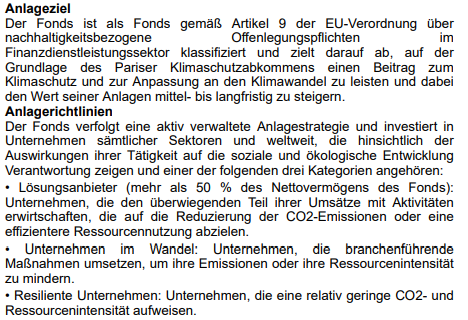 Anlageziel
Der Fonds ist als Fonds gemäß Artikel 9 der EU-Verordnung über
nachhaltigkeitsbezogene Offenlegungspflichten im
Finanzdienstleistungssektor klassifiziert und zielt darauf ab, auf der
Grundlage des Pariser Klimaschutzabkommens einen Beitrag zum
Klimaschutz und zur Anpassung an den Klimawandel zu leisten und dabei
den Wert seiner Anlagen mittel- bis langfristig zu steigern.
Anlagerichtlinien
Der Fonds verfolgt eine aktiv verwaltete Anlagestrategie und investiert in
Unternehmen sämtlicher Sektoren und weltweit, die hinsichtlich der
Auswirkungen ihrer Tätigkeit auf die soziale und ökologische Entwicklung
Verantwortung zeigen und einer der folgenden drei Kategorien angehören:
• Lösungsanbieter (mehr als 50 % des Nettovermögens des Fonds):
Unternehmen, die den überwiegenden Teil ihrer Umsätze mit Aktivitäten
erwirtschaften, die auf die Reduzierung der CO2-Emissionen oder eine
effizientere Ressourcennutzung abzielen.
• Unternehmen im Wandel: Unternehmen, die branchenführende
Maßnahmen umsetzen, um ihre Emissionen oder ihre Ressourcenintensität
zu mindern.
• Resiliente Unternehmen: Unternehmen, die eine relativ geringe CO2- und
Ressourcenintensität aufweisen.